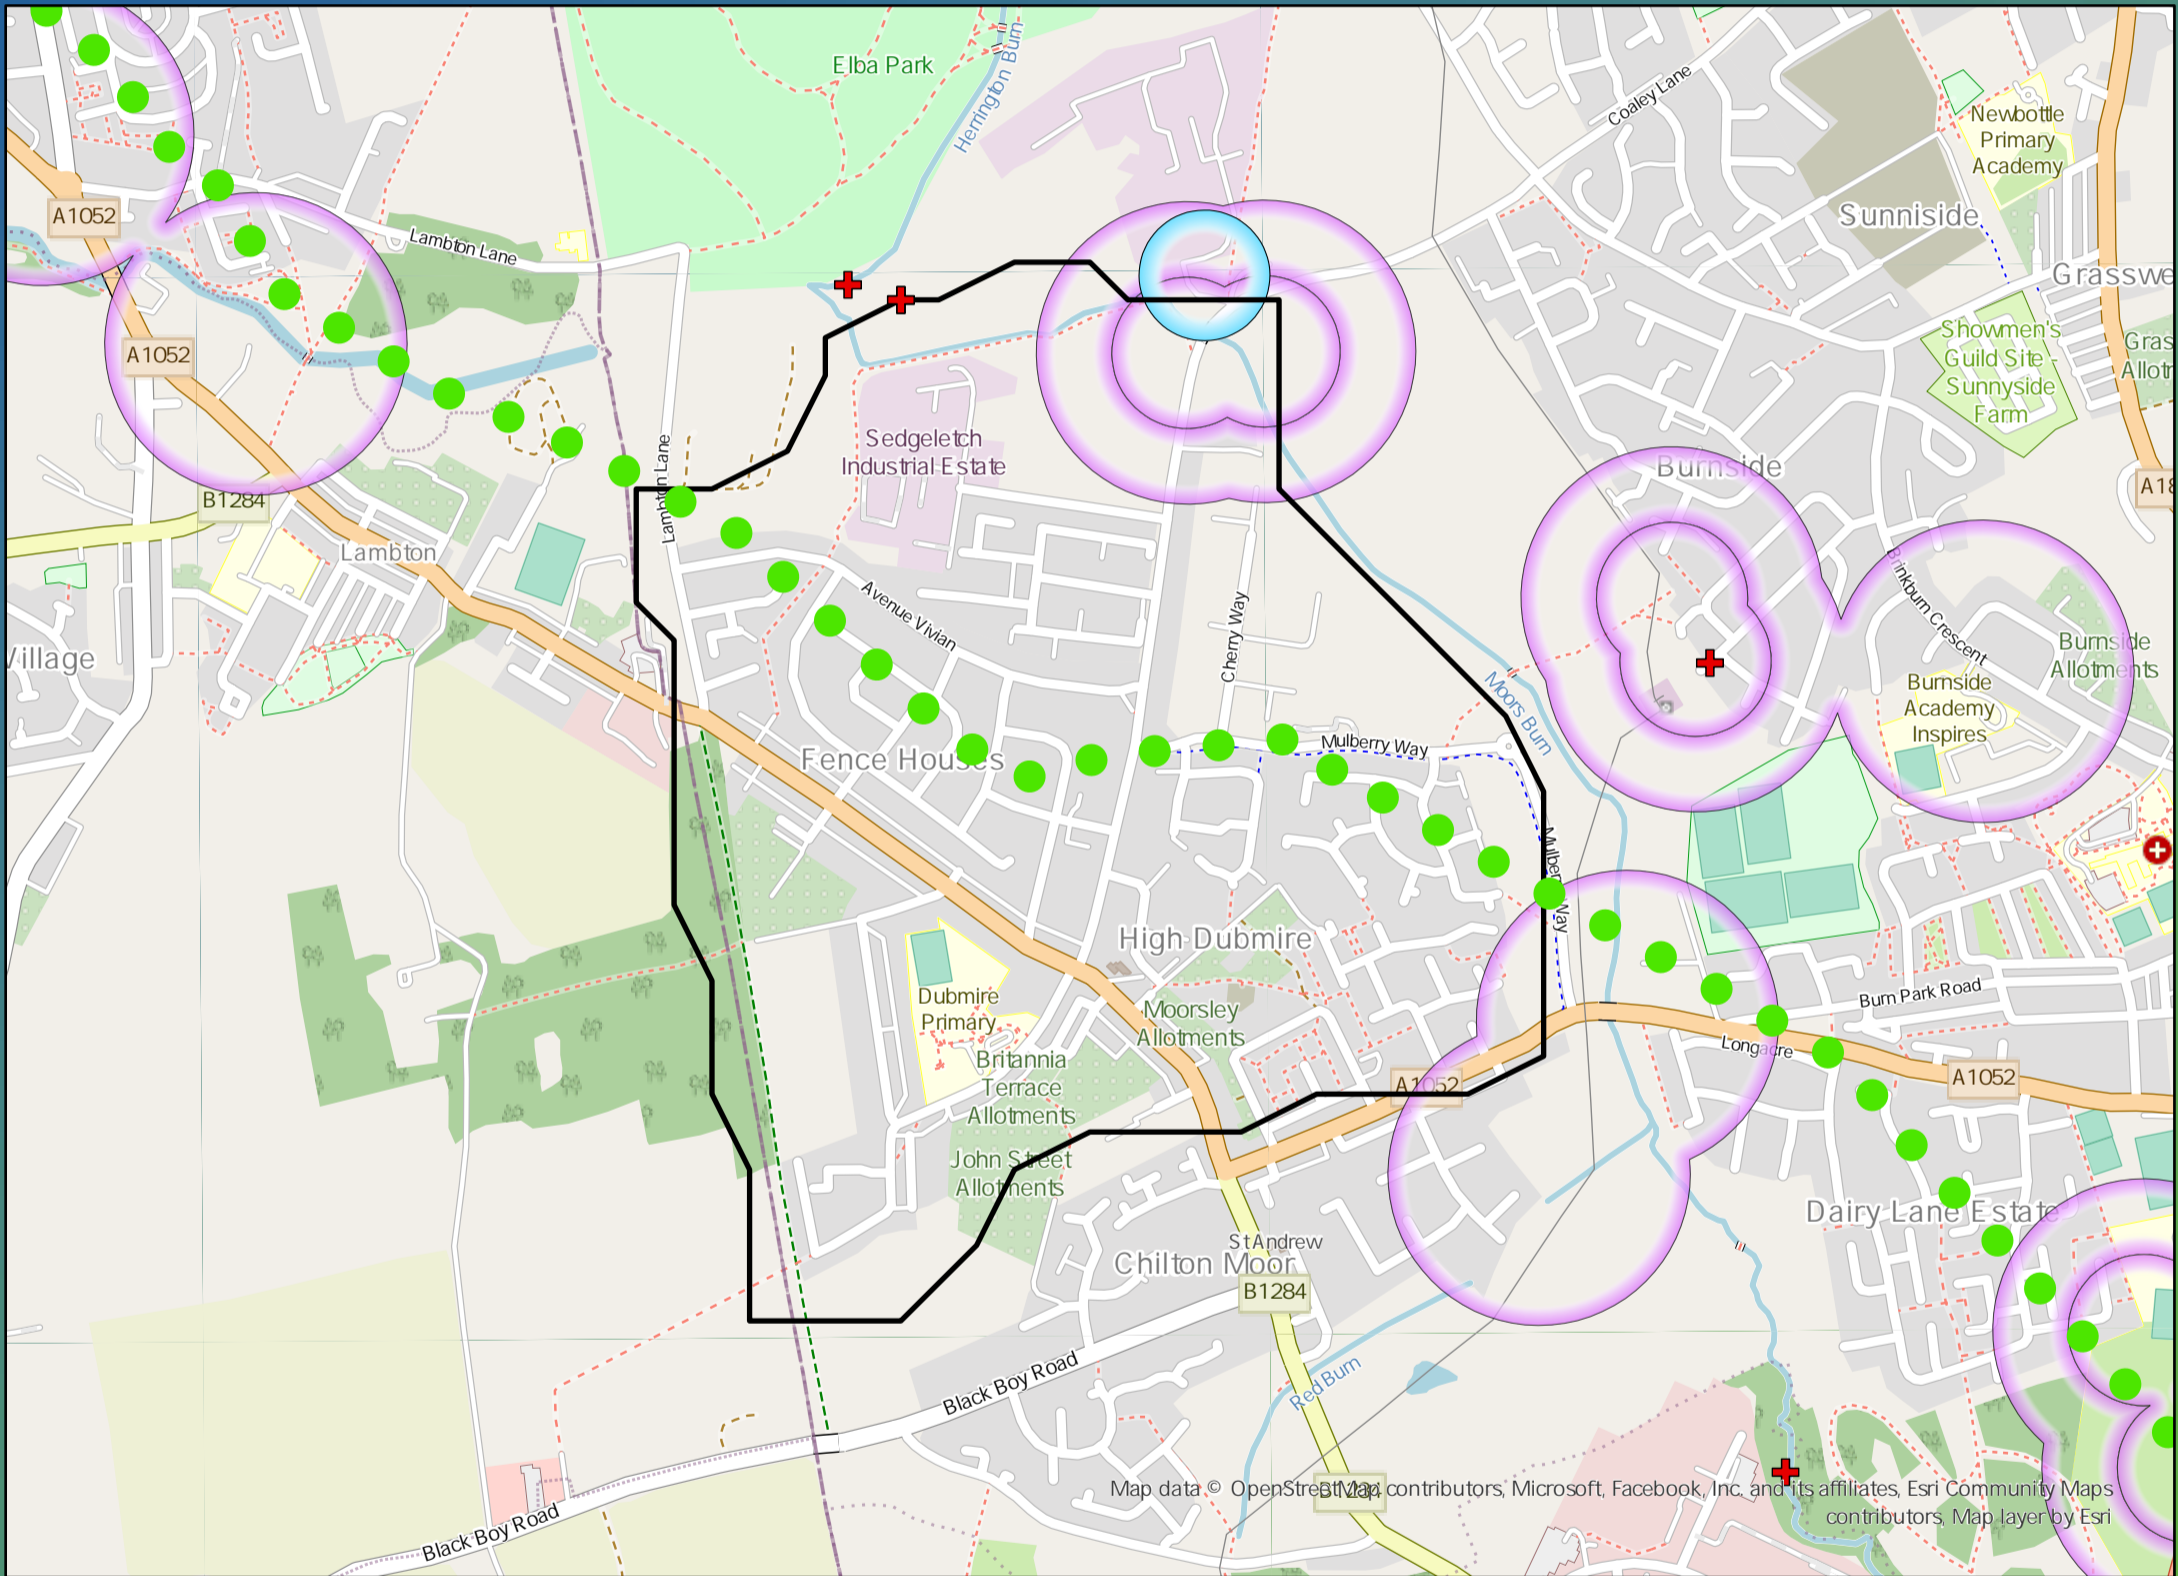 Elba Park
Herrington Burn
Coaley Lane
Newbottle
Primary
Academy
A1052
Lambton Lane
Sunniside
Grasswe
A1052
Showmen's
Guild Site -
Sunnyside
Farm
Gras
Allotr
Sedgeletch
Industrial Estate
Lambton Lane
Burnside
A18
B1284
Lambton
Avenue Vivian
Cherry Way
Brinkburn Crescent
Village
Burnside
Allotments
Burnside
Academy
Inspires
Moors Burn
Fence Houses
Mulberry Way
Mulberry Way
High Dubmire
Dubmire
Primary
Moorsley
Allotments
Burn Park Road
Longacre
Britannia
Terrace
Allotments
A1052
A1052
John Street
Allotments
Dairy Lane Estate
St Andrew
Chilton Moor
B1284
Black Boy Road
Red Burn
B1284
Map data © OpenStreetMap contributors, Microsoft, Facebook, Inc. and its affiliates, Esri Community Maps
contributors, Map layer by Esri
Black Boy Road